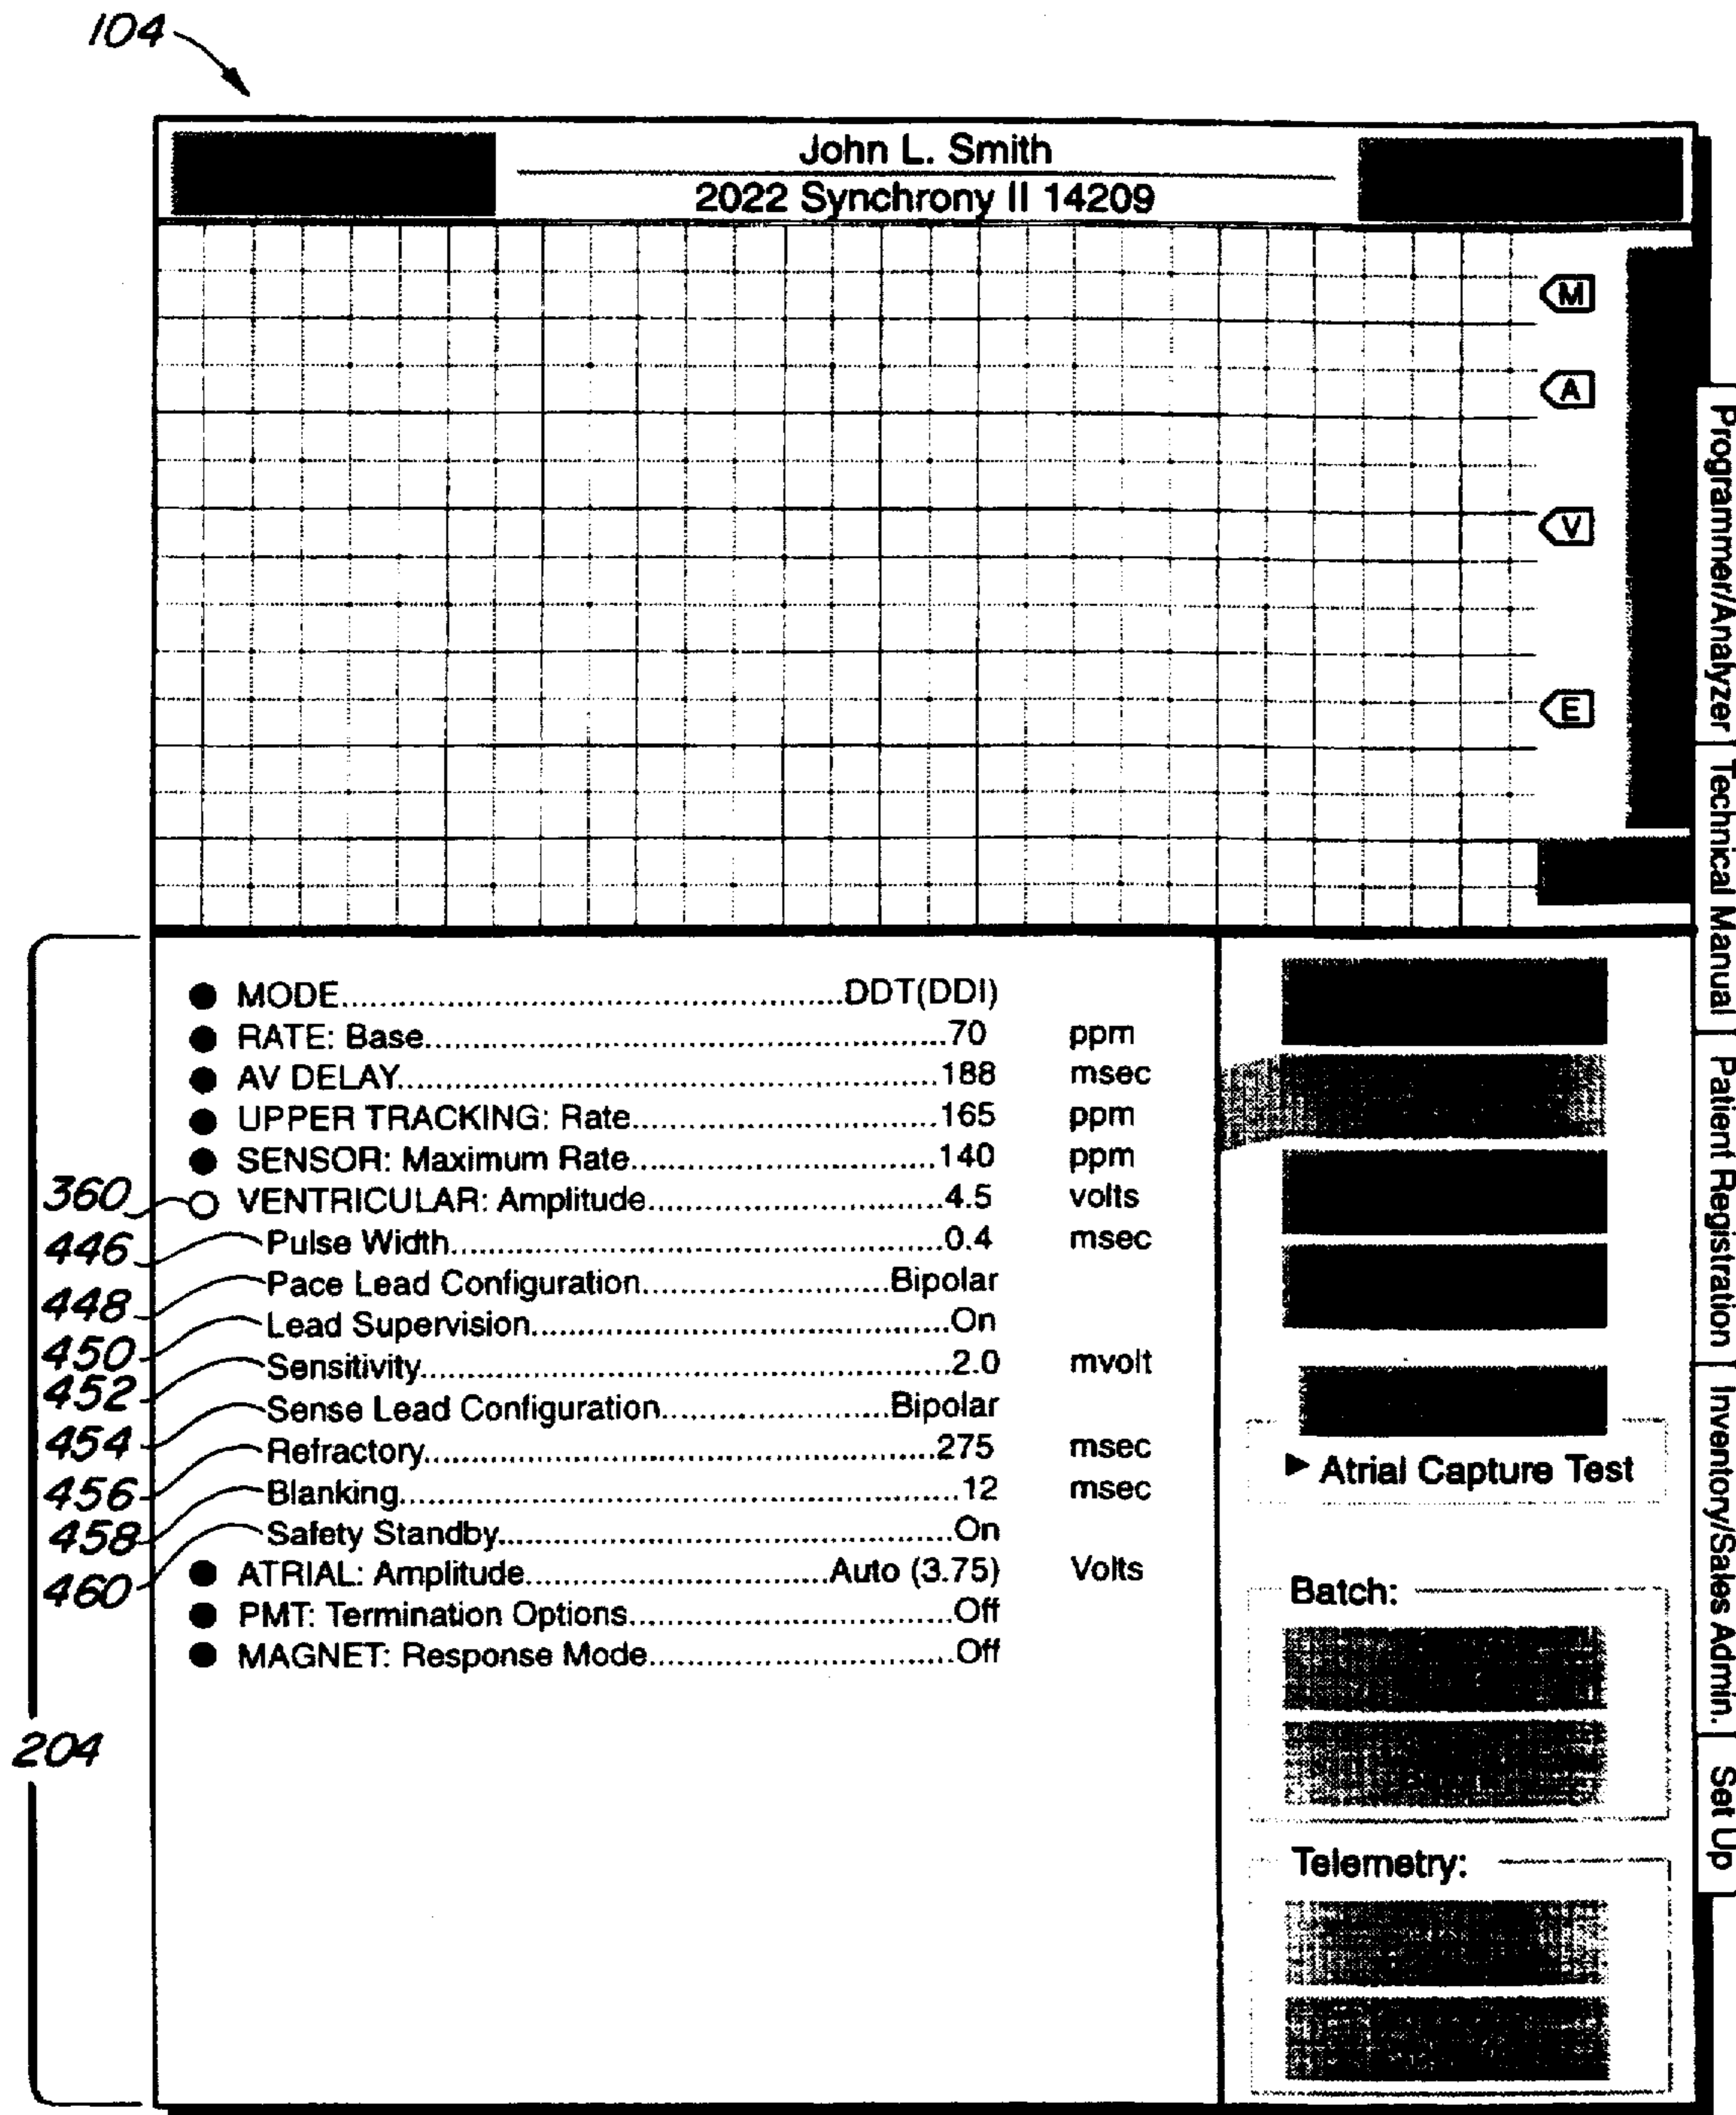 104
John L. Smith
2022 Synchrony II 14209
M
A
V
E
Programmer/Analyzer
Technical Manual
Patient Registration
Inventory/Sales Admin.
Set Up
204
● MODE...DDT(DDI)
● RATE: Base...70 ppm
● AV DELAY...188 msec
● UPPER TRACKING: Rate...165 ppm
● SENSOR: Maximum Rate...140 ppm
360 ○ VENTRICULAR: Amplitude...4.5 volts
446 Pulse Width...0.4 msec
448 Pace Lead Configuration...Bipolar
450 Lead Supervision...On
452 Sensitivity...2.0 mvolt
454 Sense Lead Configuration...Bipolar
456 Refractory...275 msec
458 Blanking...12 msec
460 Safety Standby...On
● ATRIAL: Amplitude...Auto (3.75) Volts
● PMT: Termination Options...Off
● MAGNET: Response Mode...Off
▶ Atrial Capture Test
Batch:
Telemetry: